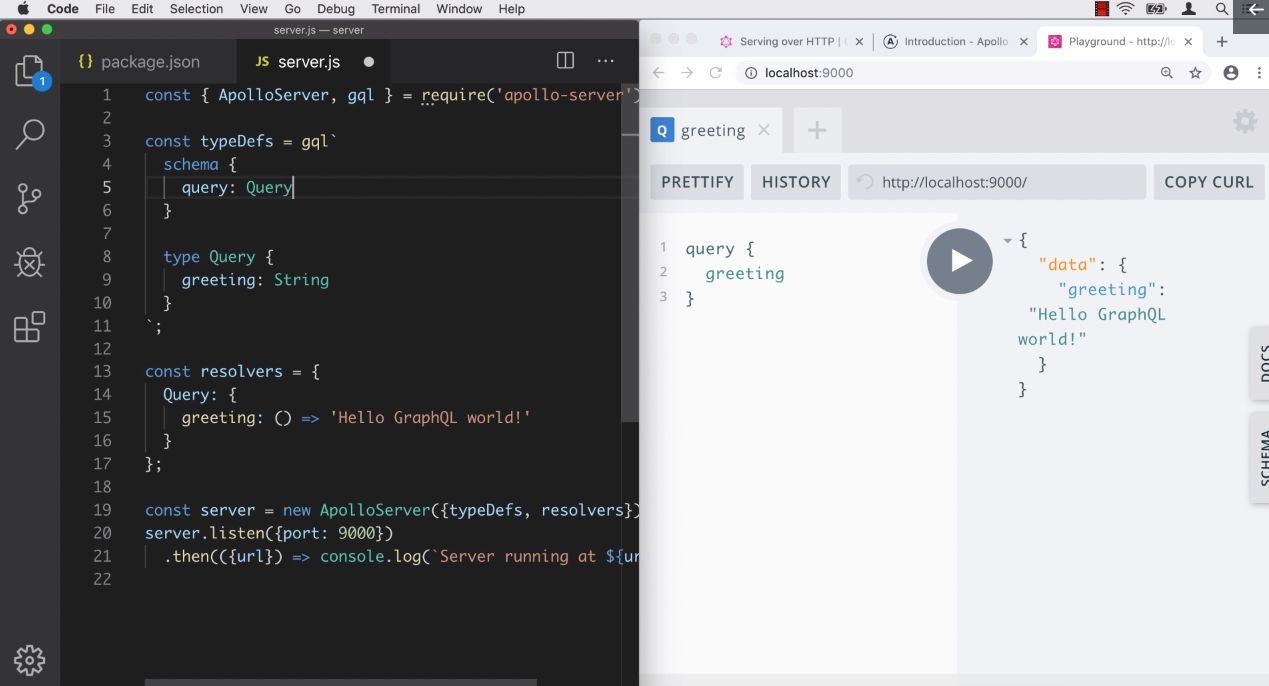 Code File Edit Selection View Go Debug Terminal Window Help
server.js — server
{} package.json JS server.js
1
1 const { ApolloServer, gql } = require('apollo-server')
2
3 const typeDefs = gql`
4 schema {
5 query: Query
6 }
7
8 type Query {
9 greeting: String
10 }
11 `;
12
13 const resolvers = {
14 Query: {
15 greeting: () => 'Hello GraphQL world!'
16 }
17 };
18
19 const server = new ApolloServer({typeDefs, resolvers})
20 server.listen({port: 9000})
21 .then(({url}) => console.log(`Server running at ${ur
22
Serving over HTTP | Introduction - Apollo Playground - http://lo
localhost:9000
Q greeting
PRETTIFY HISTORY http://localhost:9000/ COPY CURL
1 query {
2 greeting
3 }
{
"data": {
"greeting":
"Hello GraphQL
world!"
}
}
DOCS
SCHEMA